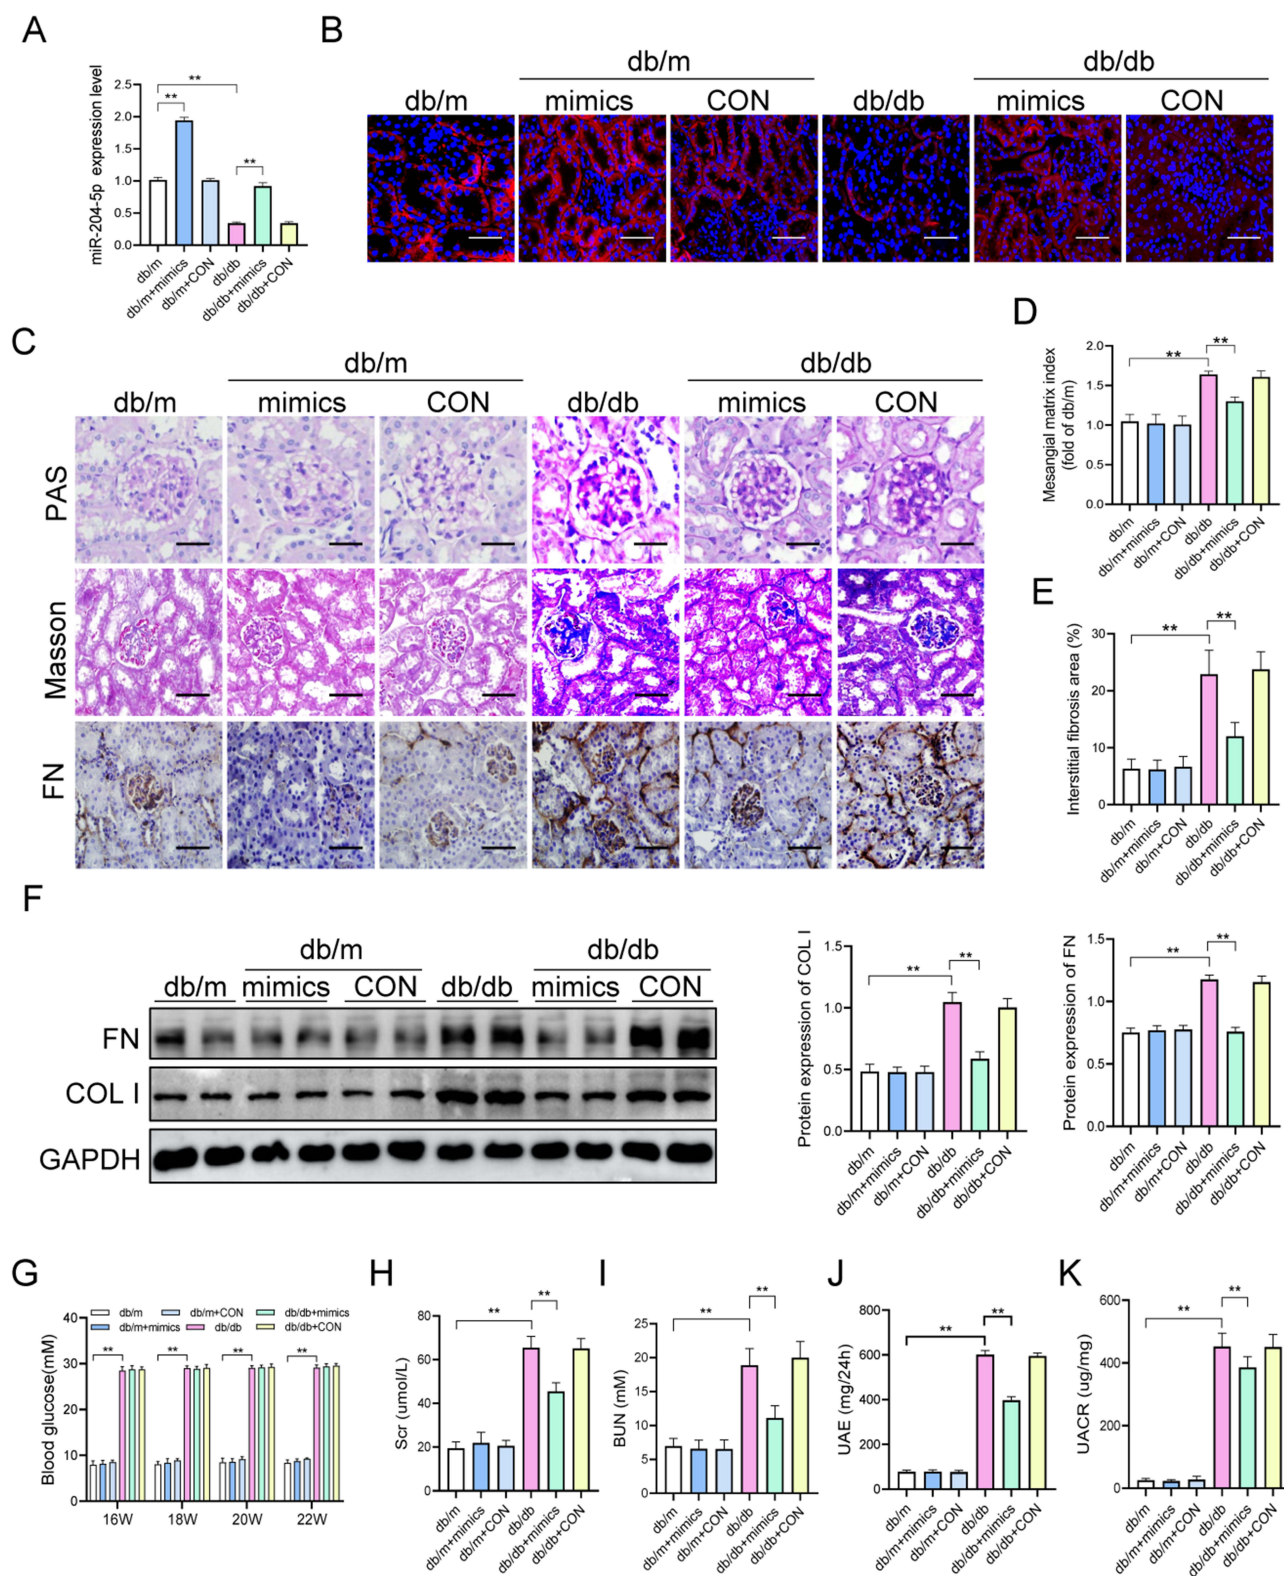 A
miR-204-5p expression level
2.5
2.0
1.5
1.0
0.5
0.0
**
**
**
db/m
db/m+mimics
db/m+CON
db/db
db/db+mimics
db/db+CON
B
db/m
db/db
db/m
mimics
CON
db/db
mimics
CON
C
db/m
db/db
db/m
mimics
CON
db/db
mimics
CON
PAS
Masson
FN
D
Mesangial matrix index
(fold of db/m)
2.0
1.5
1.0
0.5
0.0
**
**
db/m
db/m+mimics
db/m+CON
db/db
db/db+mimics
db/db+CON
E
Interstitial fibrosis area (%)
30
20
10
0
**
**
db/m
db/m+mimics
db/m+CON
db/db
db/db+mimics
db/db+CON
F
db/m
db/db
db/m
mimics
CON
db/db
mimics
CON
FN
COL I
GAPDH
Protein expression of COL I
1.5
1.0
0.5
0.0
**
**
db/m
db/m+mimics
db/m+CON
db/db
db/db+mimics
db/db+CON
Protein expression of FN
1.5
1.0
0.5
0.0
**
**
db/m
db/m+mimics
db/m+CON
db/db
db/db+mimics
db/db+CON
G
Blood glucose(mM)
40
30
20
10
0
db/m
db/m+CON
db/db+mimics
db/m+mimics
db/db
db/db+CON
**
**
**
**
16W
18W
20W
22W
H
Scr (umol/L)
80
60
40
20
0
**
**
db/m
db/m+mimics
db/m+CON
db/db
db/db+mimics
db/db+CON
I
BUN (mM)
25
20
15
10
5
0
**
**
db/m
db/m+mimics
db/m+CON
db/db
db/db+mimics
db/db+CON
J
UAE (mg/24h)
800
600
400
200
0
**
**
db/m
db/m+mimics
db/m+CON
db/db
db/db+mimics
db/db+CON
K
UACR (ug/mg)
600
400
200
0
**
**
db/m
db/m+mimics
db/m+CON
db/db
db/db+mimics
db/db+CON